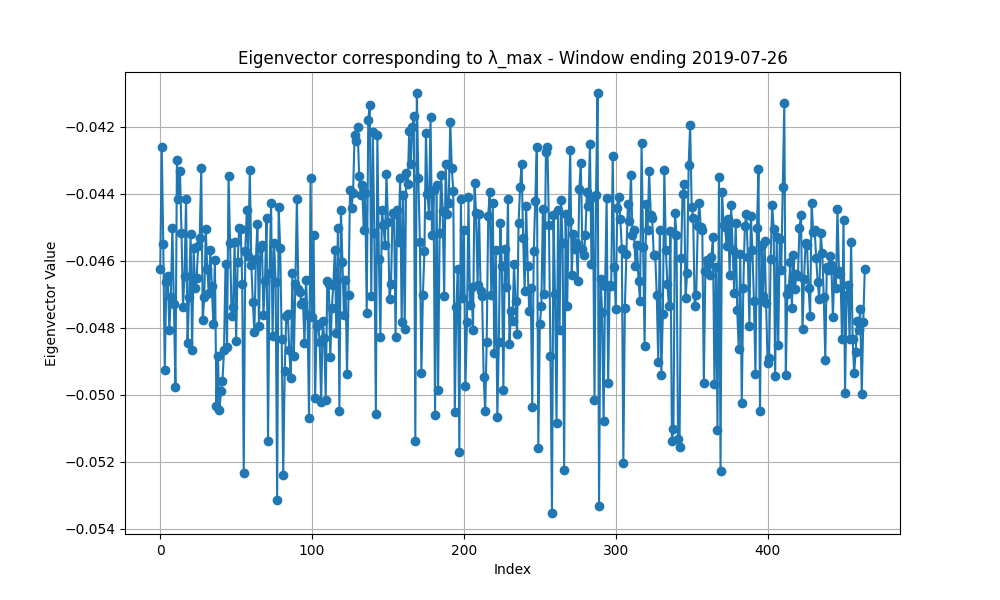 Eigenvector corresponding to λ_max - Window ending 2019-07-26
−0.042
−0.044
−0.046
−0.048
−0.050
−0.052
−0.054
Eigenvector Value
0 100 200 300 400
Index